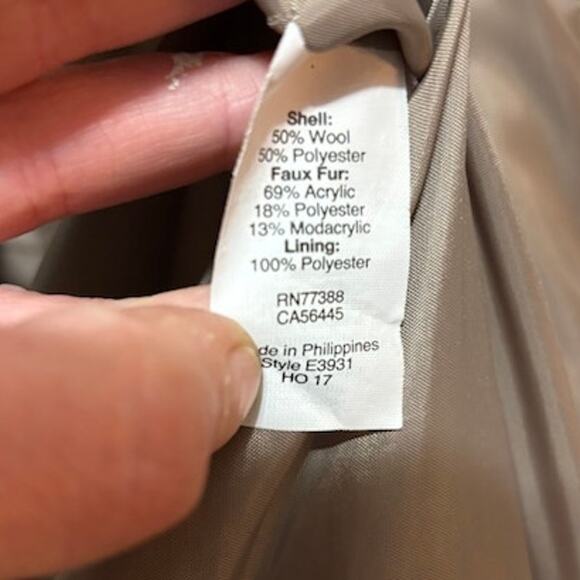 Shell:
50% Wool
50% Polyester
Faux Fur:
69% Acrylic
18% Polyester
13% Modacrylic
Lining:
100% Polyester
RN77388
CA56445
de in Philippines
Style E3931
HO 17